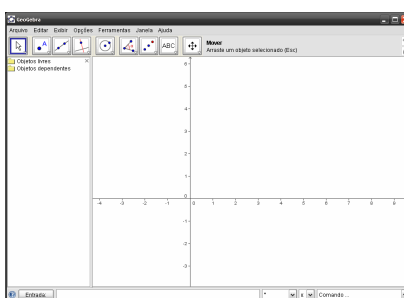 GeoGebra
Arquivo Editar Exibir Opções Ferramentas Janela Ajuda
A ABC Mover
Arraste um objeto selecionado (Esc)
Objetos livres
Objetos dependentes
6
5
4
3
2
1
0
-4 -3 -2 -1 0 1 2 3 4 5 6 7 8 9
-1
-2
-3
Entrada: Comando ...